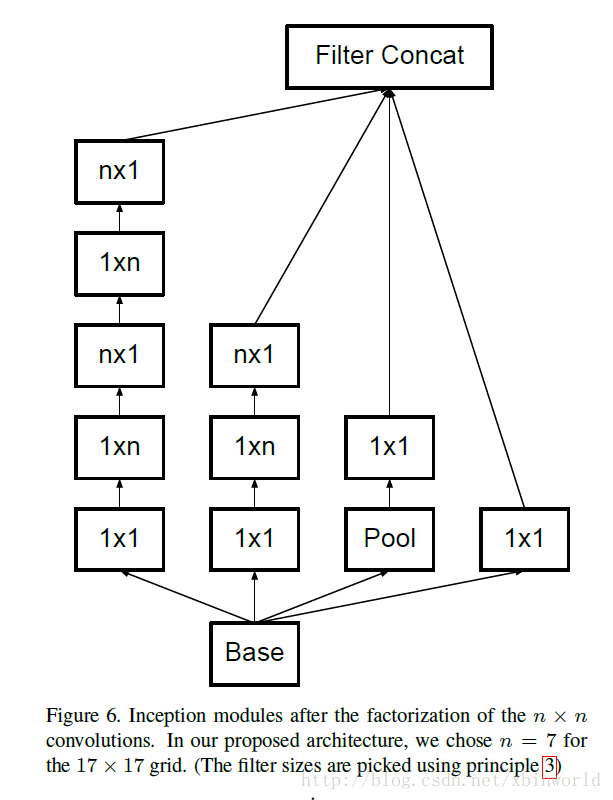 Filter Concat
nx1
1xn
nx1
nx1
1xn
1xn
1x1
1x1
1x1
Pool
1x1
Base
Figure 6. Inception modules after the factorization of the n × n
convolutions. In our proposed architecture, we chose n = 7 for
the 17 × 17 grid. (The filter sizes are picked using principle 3)
http://blog.csdn.net/xbinworld